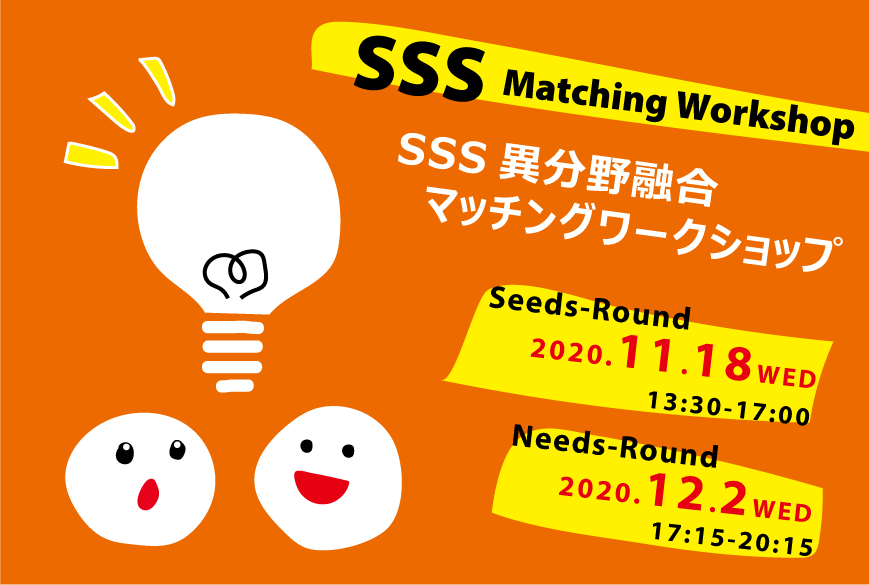 SSS Matching Workshop
SSS 異分野融合
マッチングワークショップ
Seeds-Round
2020.11.18 WED
13:30-17:00
Needs-Round
2020.12.2 WED
17:15-20:15